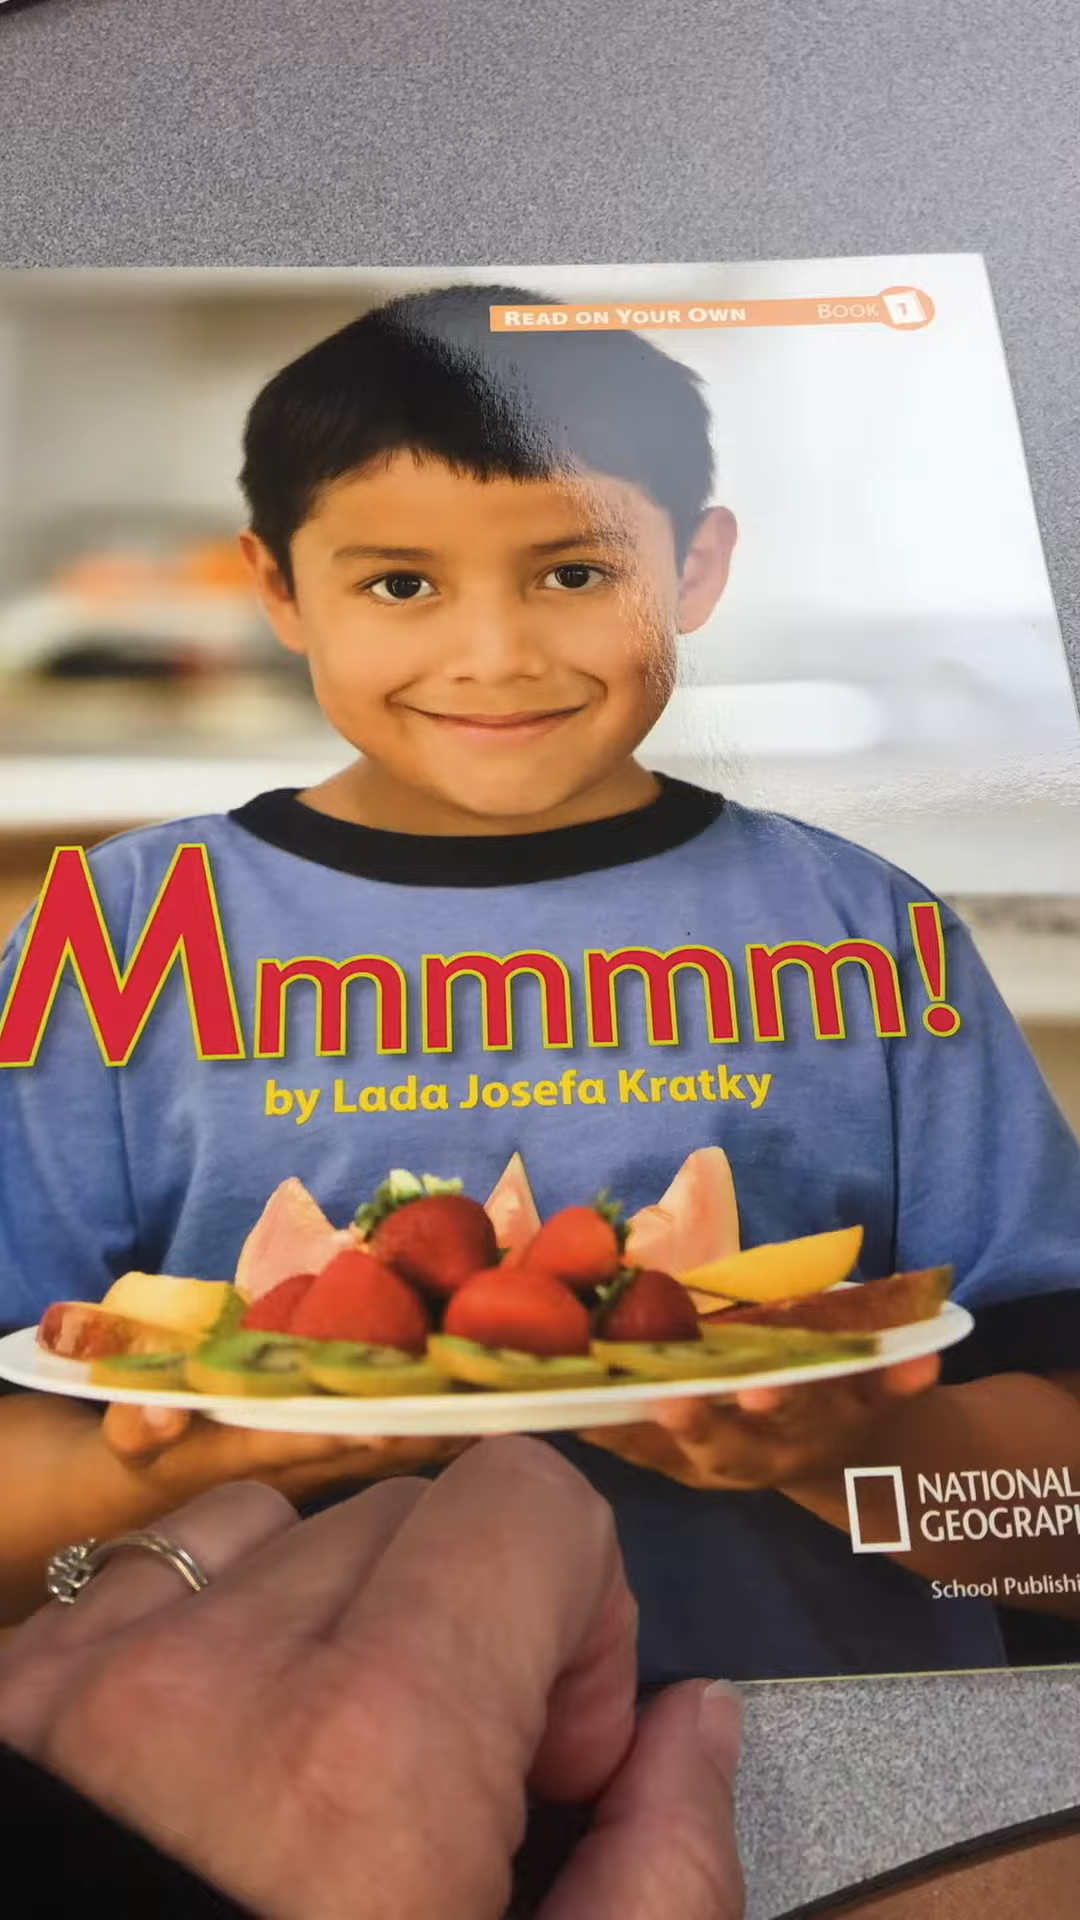 READ ON YOUR OWN BOOK 1
Mmmmm!
by Lada Josefa Kratky
NATIONAL
GEOGRAP
School Publishi